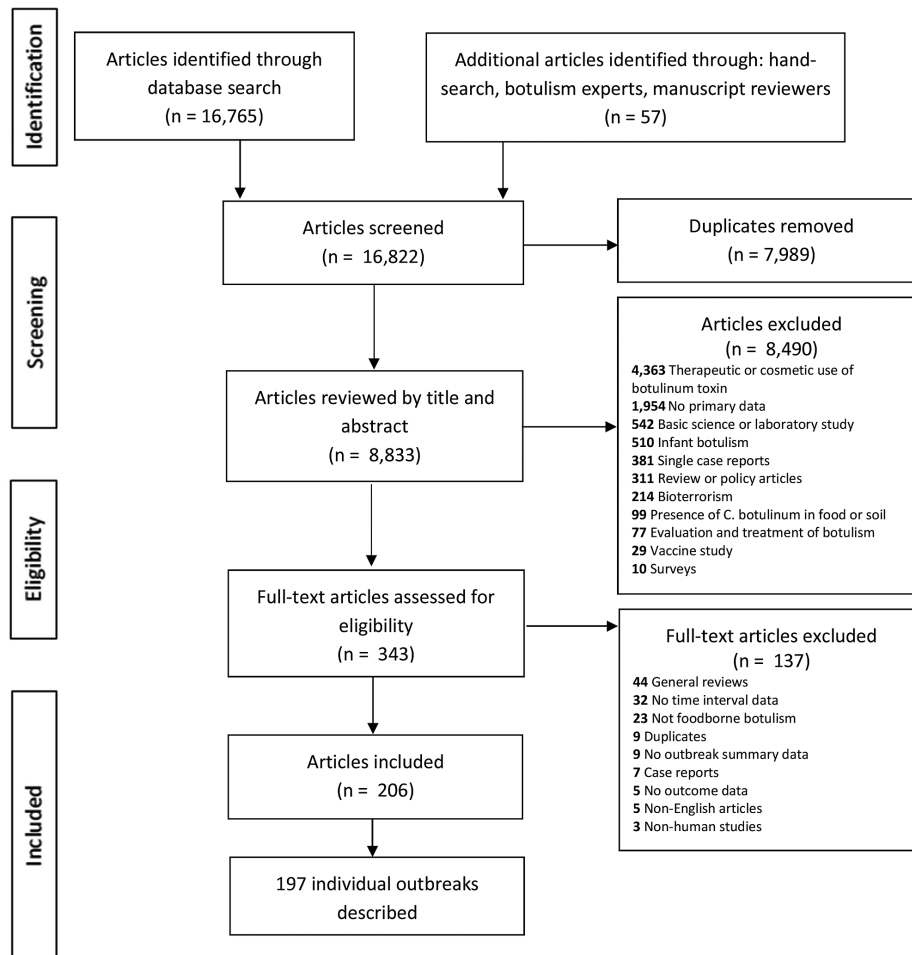 Identification
Articles identified through
database search
(n = 16,765)
Additional articles identified through: hand-
search, botulism experts, manuscript reviewers
(n = 57)
Screening
Articles screened
(n = 16,822)
Duplicates removed
(n = 7,989)
Articles reviewed by title and
abstract
(n = 8,833)
Articles excluded
(n = 8,490)
4,363 Therapeutic or cosmetic use of
botulinum toxin
1,954 No primary data
542 Basic science or laboratory study
510 Infant botulism
381 Single case reports
311 Review or policy articles
214 Bioterrorism
99 Presence of C. botulinum in food or soil
77 Evaluation and treatment of botulism
29 Vaccine study
10 Surveys
Eligibility
Full-text articles assessed for
eligibility
(n = 343)
Full-text articles excluded
(n = 137)
44 General reviews
32 No time interval data
23 Not foodborne botulism
9 Duplicates
9 No outbreak summary data
7 Case reports
5 No outcome data
5 Non-English articles
3 Non-human studies
Included
Articles included
(n = 206)
197 individual outbreaks
described